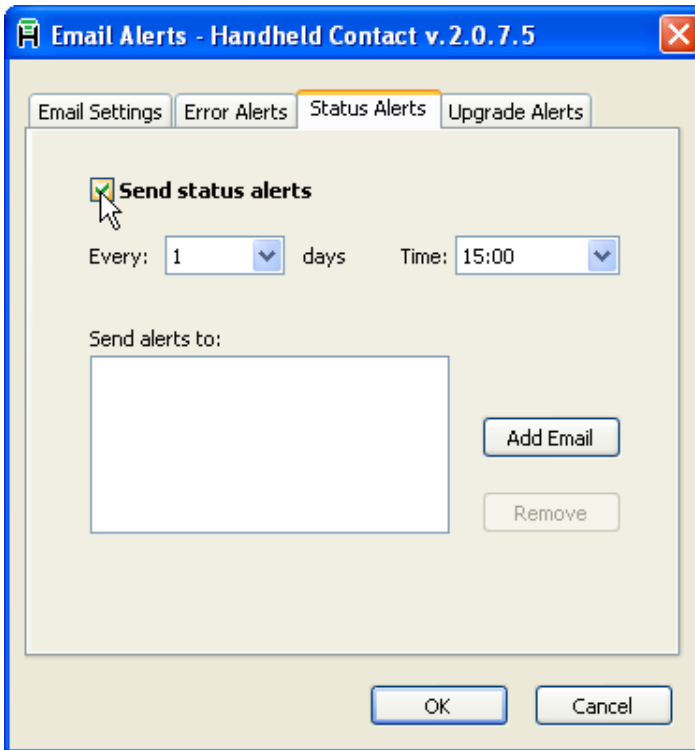 Email Alerts - Handheld Contact v.2.0.7.5
Email Settings Error Alerts Status Alerts Upgrade Alerts
Send status alerts
Every: 1 days Time: 15:00
Send alerts to:
Add Email
Remove
OK Cancel